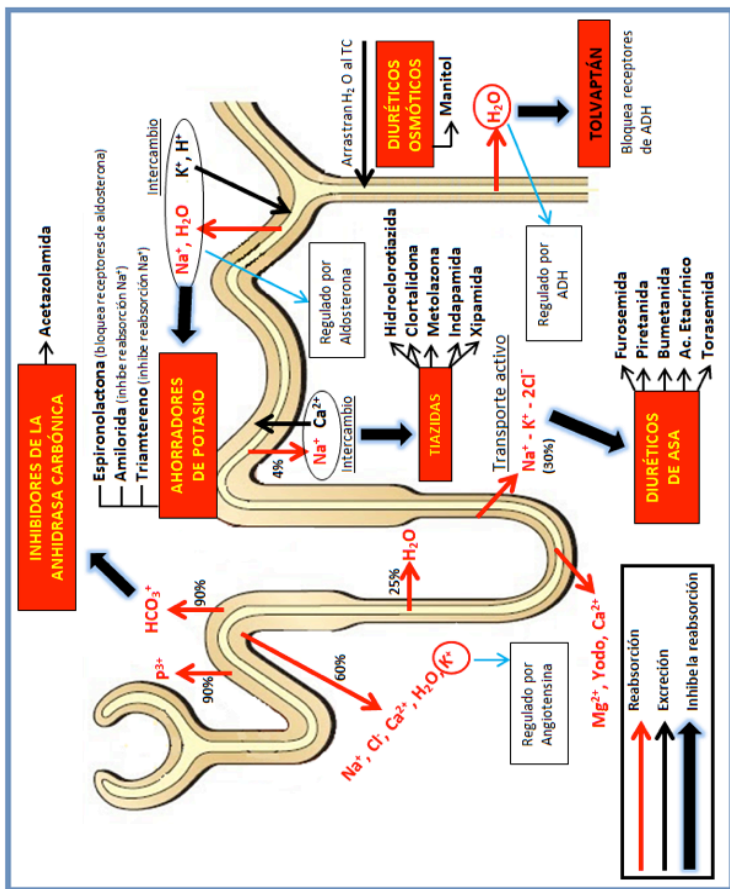 INHIBIDORES DE LA
ANHIDRASA CARBÓNICA
Acetazolamida
Espironolactona (bloquea receptores de aldosterona)
Amilorida (inhibe reabsorción Na⁺)
Triamtereno (inhibe reabsorción Na⁺)
AHORRADORES
DE POTASIO
P³⁺
90%
HCO₃⁺
90%
Na⁺, H₂O
K⁺, H⁺
Intercambio
Regulado por
Aldosterona
4%
Na⁺
Ca²⁺
Intercambio
TIAZIDAS
Hidroclorotiazida
Clortalidona
Metolazona
Indapamida
Xipamida
Arrastran H₂O al TC
DIURÉTICOS
OSMÓTICOS
Manitol
H₂O
Regulado por
ADH
TOLVAPTÁN
Bloquea receptores
de ADH
60%
Na⁺, Cl⁻, Ca²⁺, H₂O, K⁺
Regulado por
Angiotensina
25%
H₂O
Transporte activo
Na⁺ - K⁺ - 2Cl⁻
(30%)
DIURÉTICOS
DE ASA
Furosemida
Piretanida
Bumetanida
Ac. Etacrínico
Torasemida
Mg²⁺, Yodo, Ca²⁺
Reabsorción
Excreción
Inhibe la reabsorción